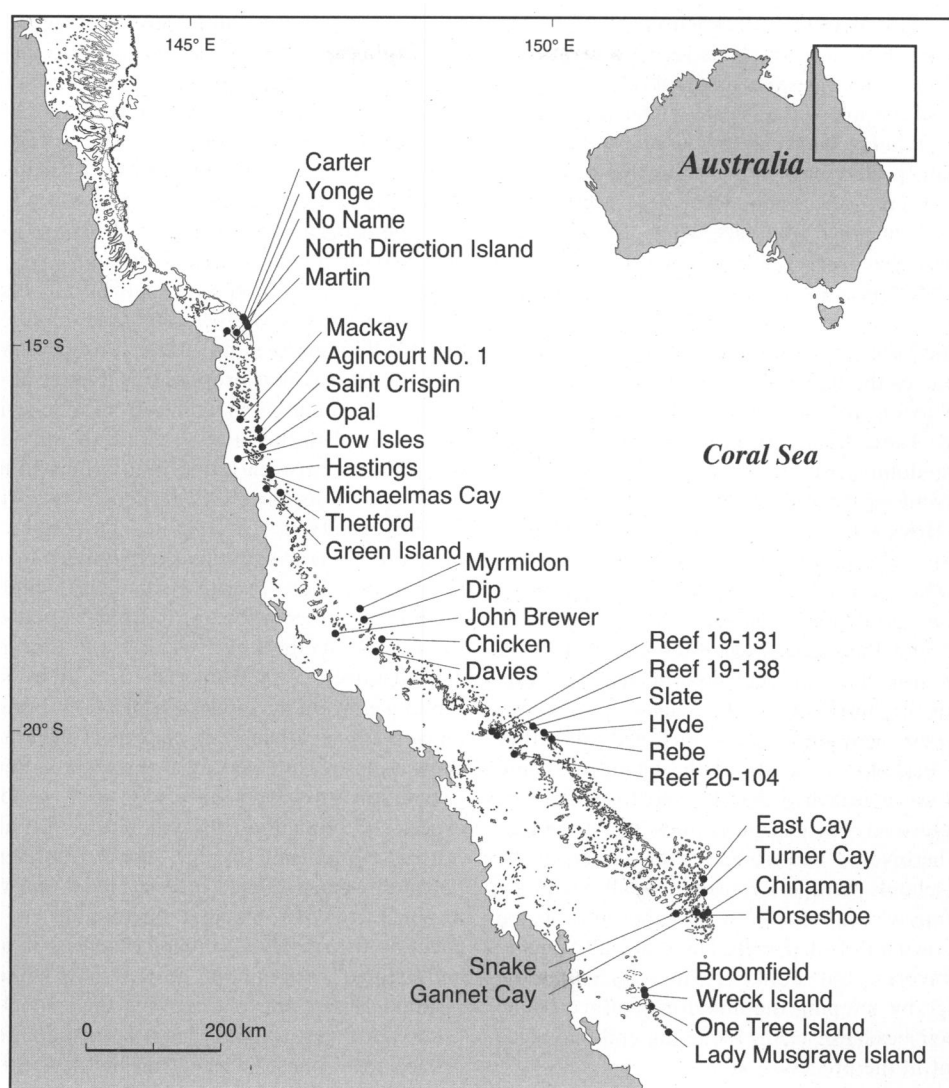 145° E
150° E
Australia
Carter
Yonge
No Name
North Direction Island
Martin
15° S
Mackay
Agincourt No. 1
Saint Crispin
Opal
Low Isles
Hastings
Michaelmas Cay
Thetford
Green Island
Coral Sea
Myrmidon
Dip
John Brewer
Chicken
Davies
Reef 19-131
Reef 19-138
Slate
Hyde
Rebe
Reef 20-104
20° S
East Cay
Turner Cay
Chinaman
Horseshoe
Snake
Gannet Cay
Broomfield
Wreck Island
One Tree Island
Lady Musgrave Island
0 200 km